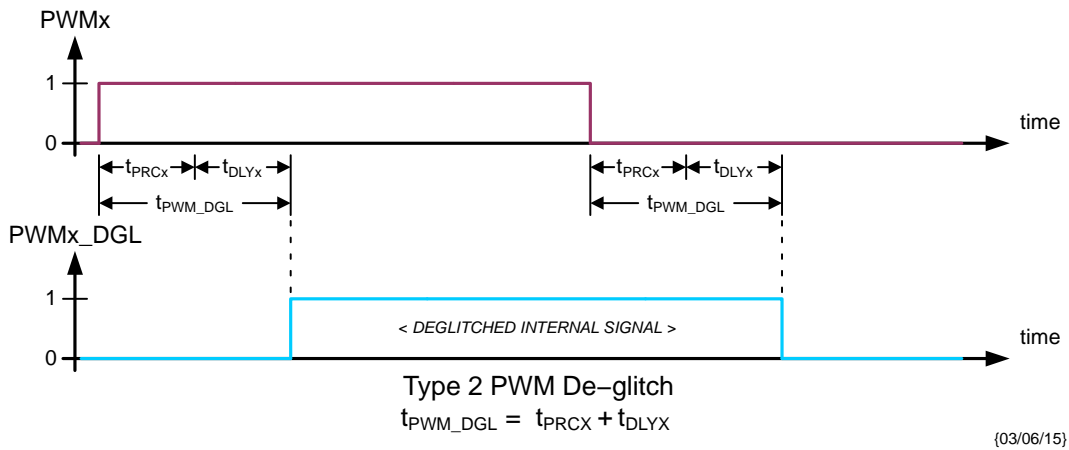 PWMx
1
time
0
tPRCx tDLYx tPRCx tDLYx
tPWM_DGL tPWM_DGL
PWMx_DGL
1
< DEGLITCHED INTERNAL SIGNAL >
time
0
Type 2 PWM De−glitch
tPWM_DGL = tPRCX + tDLYX
{03/06/15}